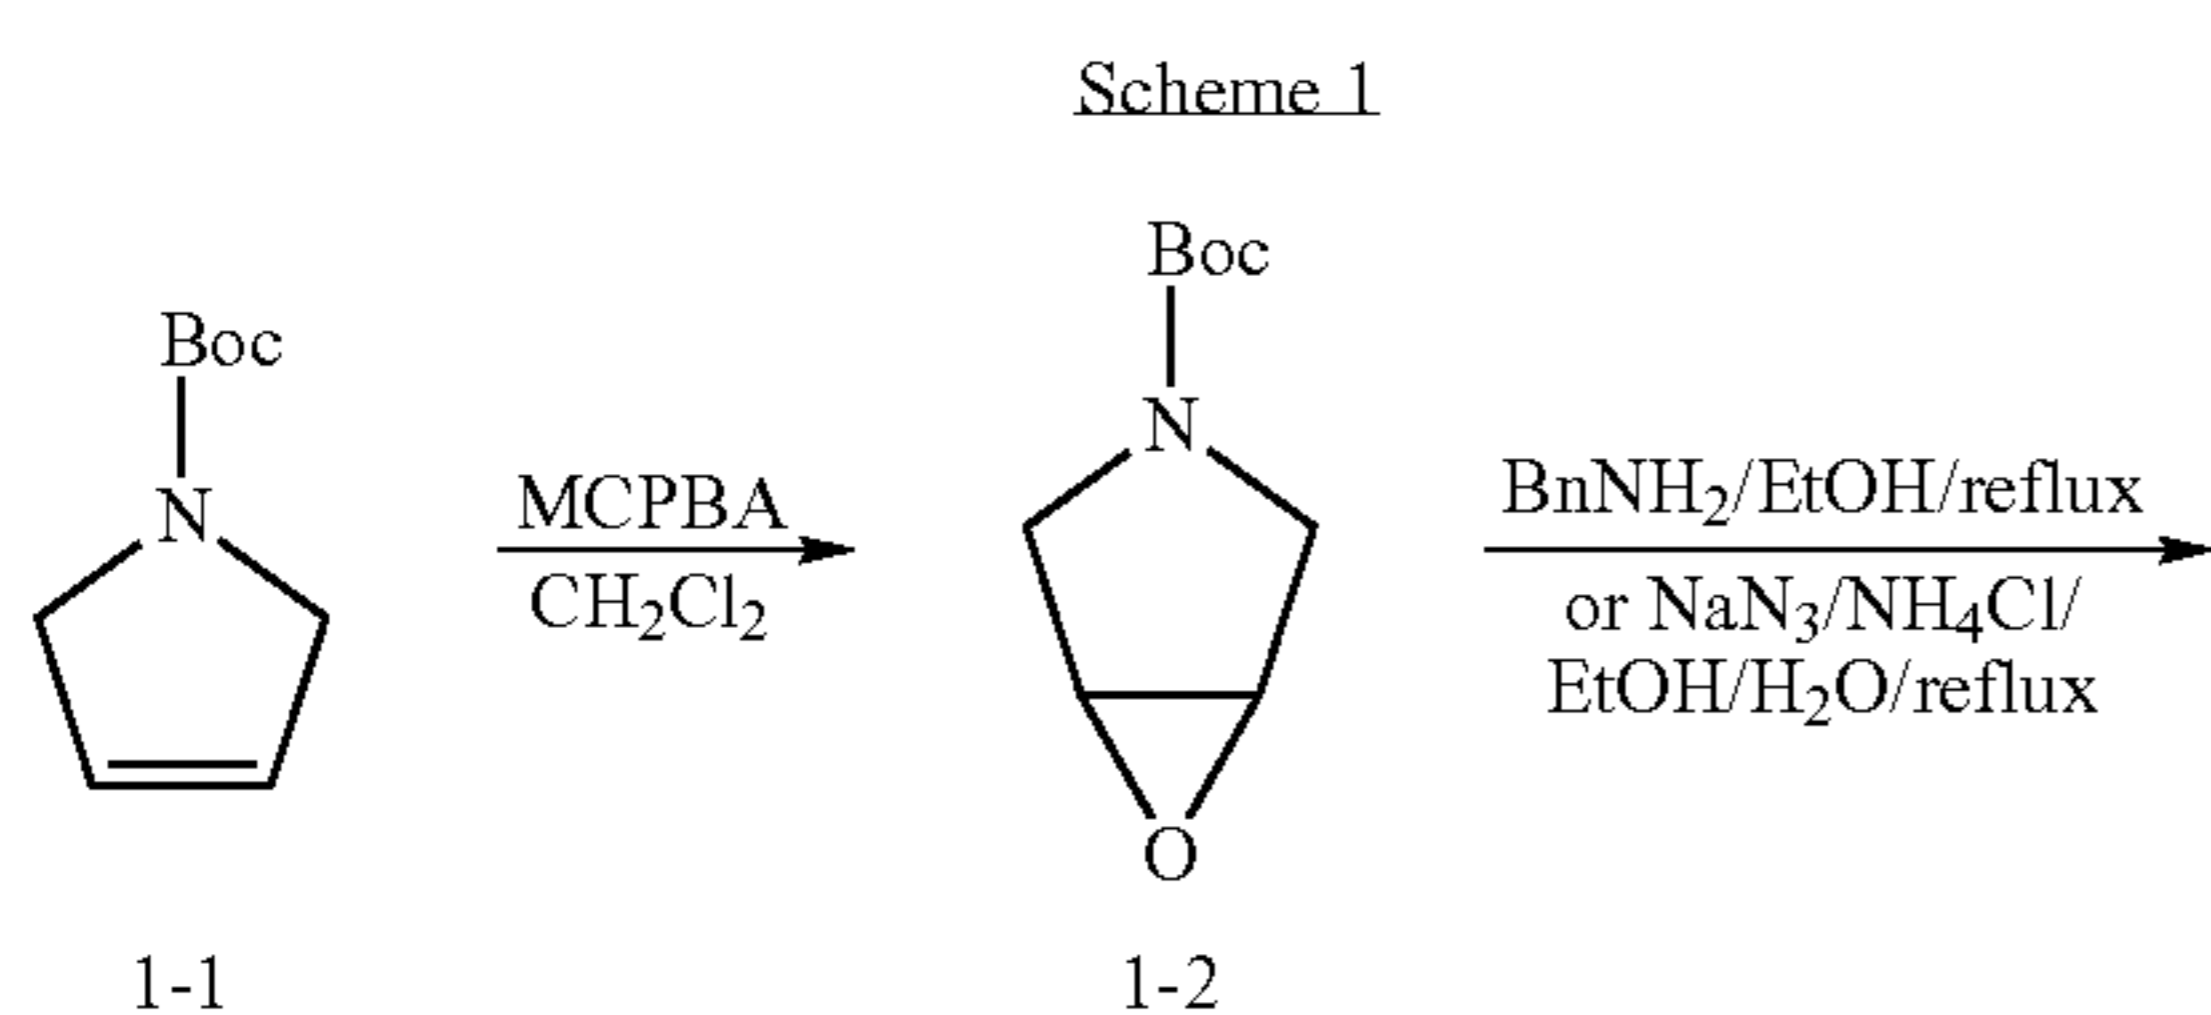 Scheme 1
Boc
N
MCPBA
CH₂Cl₂
1-1
Boc
N
O
1-2
BnNH₂/EtOH/reflux
or NaN₃/NH₄Cl/
EtOH/H₂O/reflux